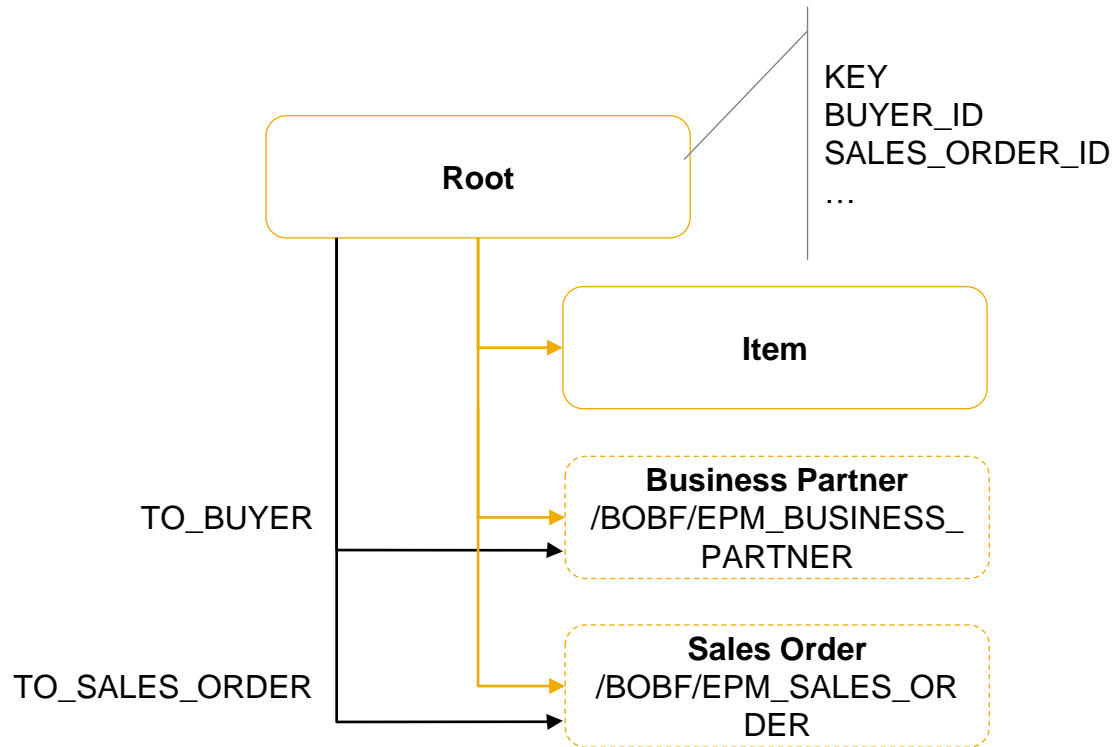 KEY
BUYER_ID
SALES_ORDER_ID
…
Root
Item
Business Partner
/BOBF/EPM_BUSINESS_
PARTNER
TO_BUYER
Sales Order
/BOBF/EPM_SALES_OR
DER
TO_SALES_ORDER